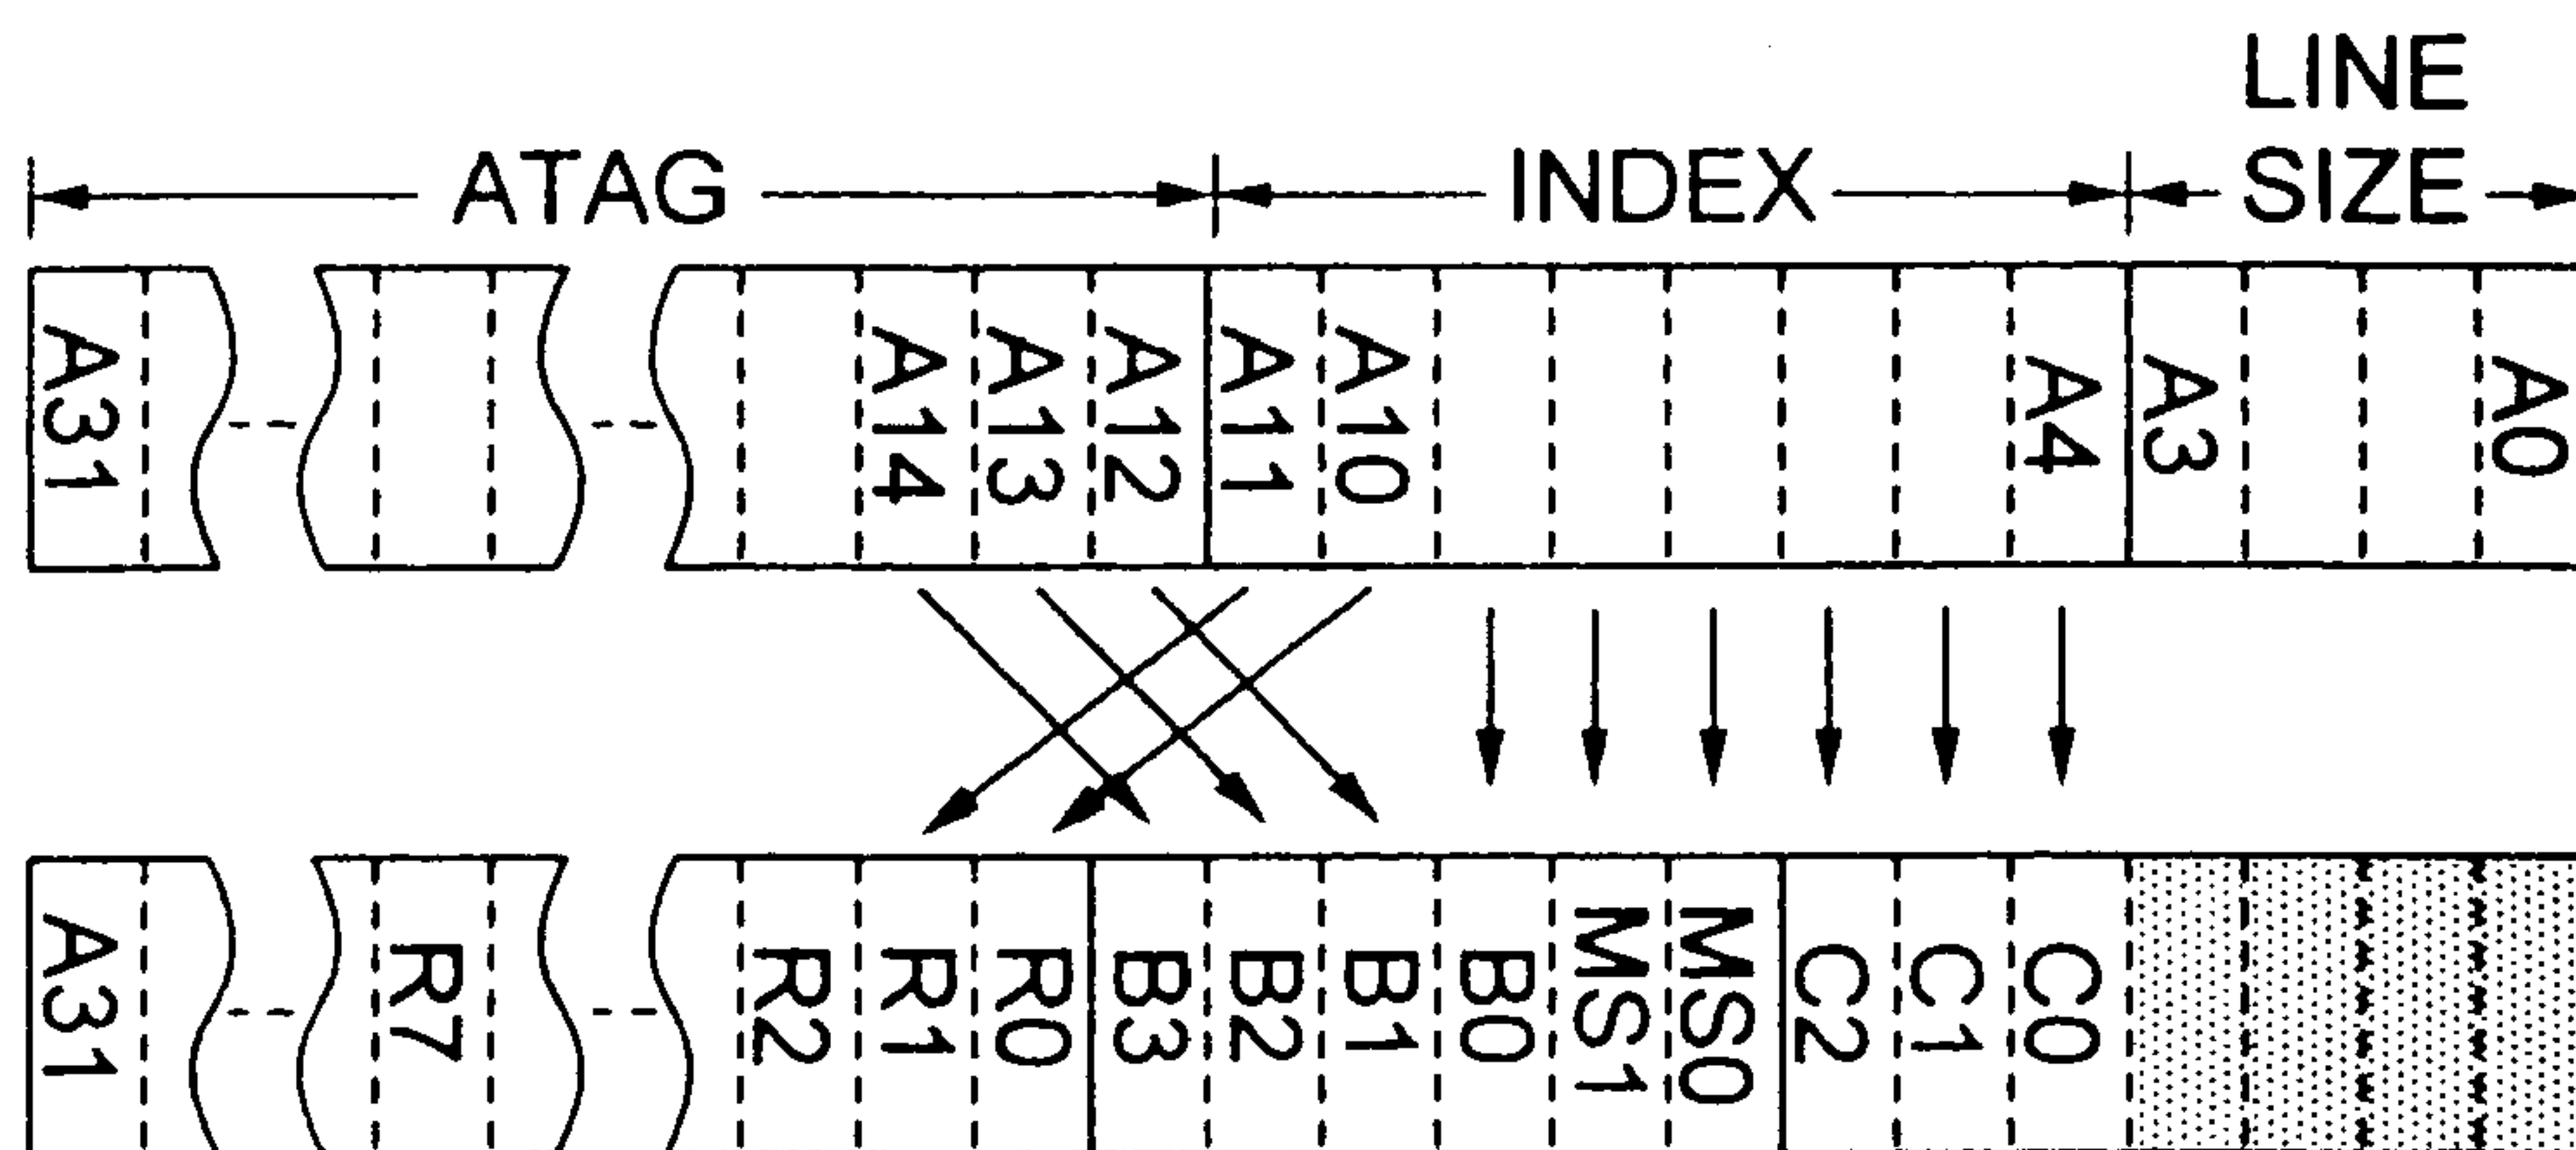 LINE
ATAG INDEX SIZE
A31 A14 A13 A12 A11 A10 A4 A3 A0
A31 R7 R2 R1 R0 B3 B2 B1 B0 MS1 MS0 C2 C1 C0